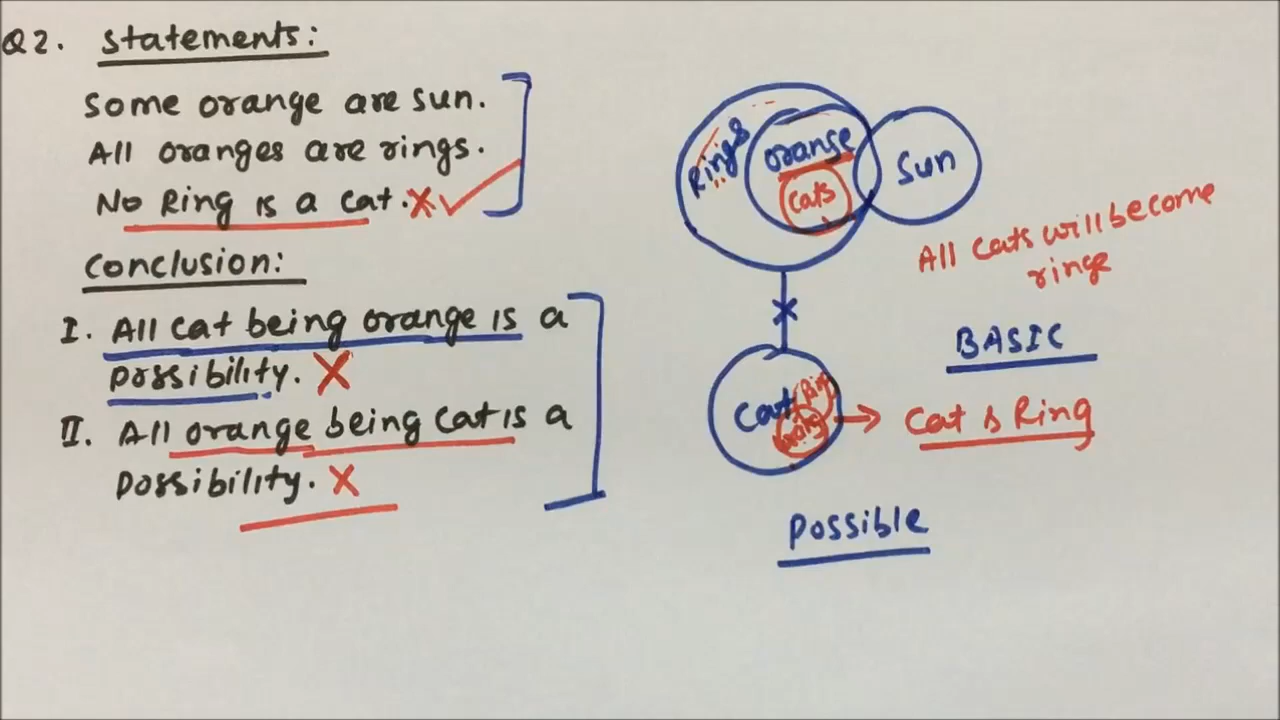 Q2. Statements:
Some orange are sun.
All oranges are rings.
No Ring is a cat. X ✓
Conclusion:
I. All cat being orange is a
possibility. X
II. All orange being cat is a
possibility. X
Rings
orange
cats
Sun
All cats will become
rings
X
BASIC
Cat
Ring
→ Cat & Ring
Possible